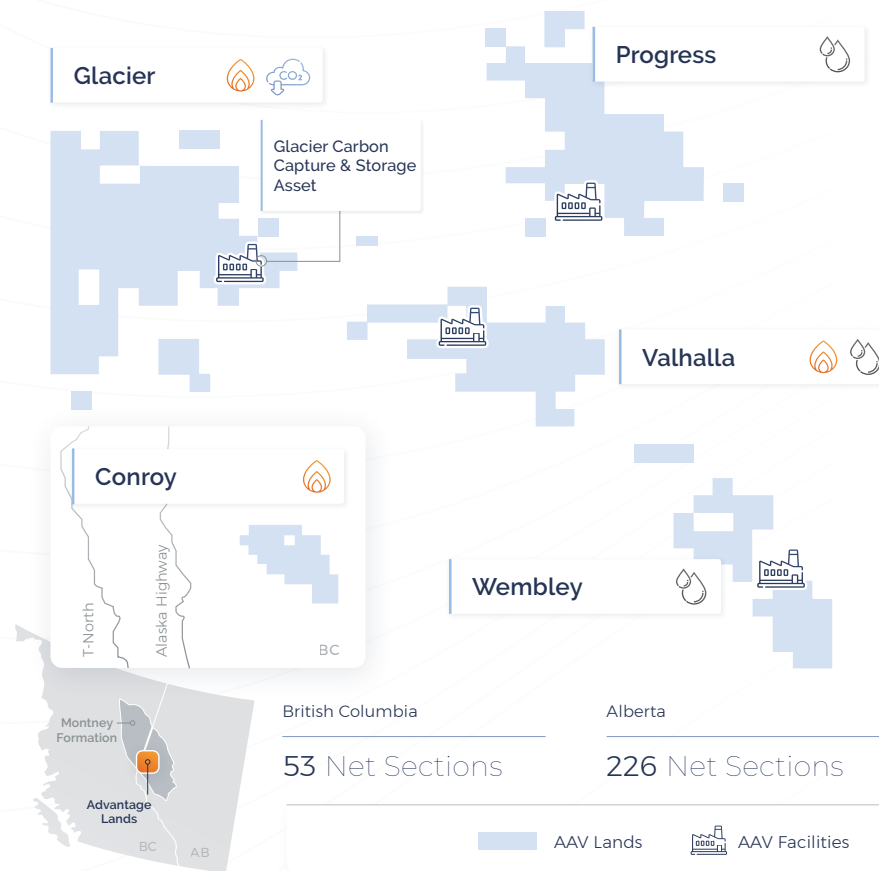 Glacier
CO2
Progress
Glacier Carbon
Capture & Storage
Asset
Valhalla
Conroy
T-North
Alaska Highway
BC
Wembley
Montney
Formation
Advantage
Lands
BC
AB
British Columbia
53 Net Sections
Alberta
226 Net Sections
AAV Lands
AAV Facilities